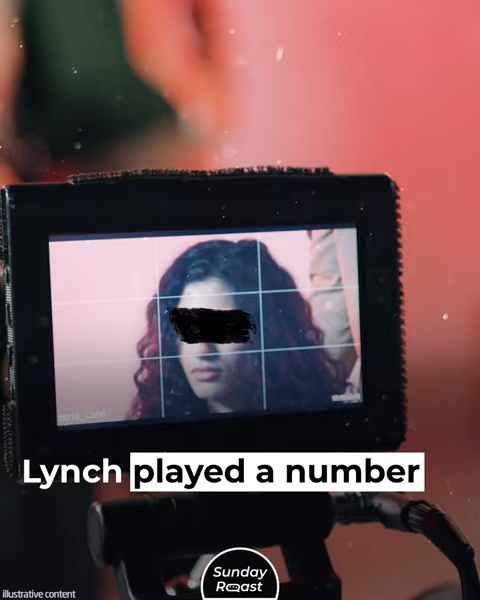 Lynch played a number
Sunday
Roast
illustrative content